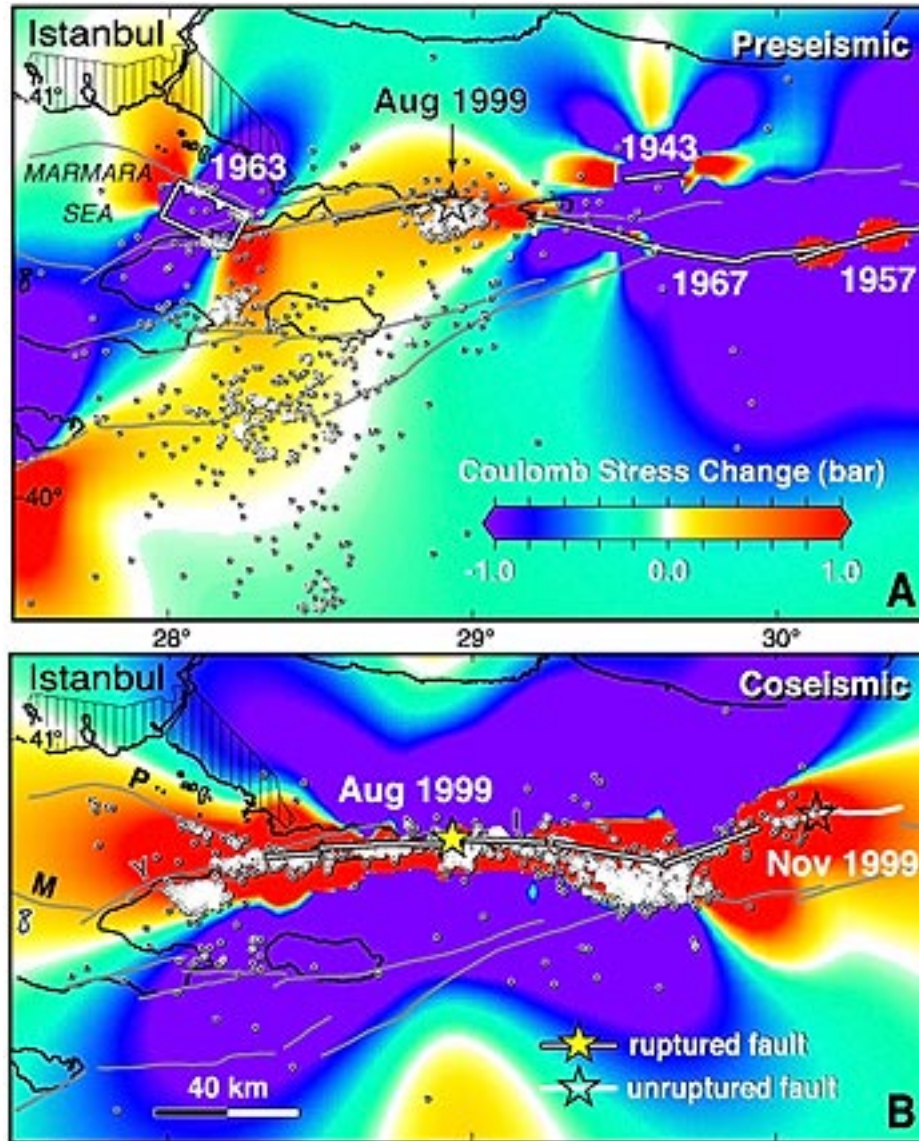 Istanbul
Preseismic
41°
Aug 1999
1943
1963
MARMARA
SEA
1967
1957
Coulomb Stress Change (bar)
40°
-1.0
0.0
1.0
A
28°
29°
30°
Istanbul
Coseismic
41°
P
Aug 1999
I
Y
Nov 1999
M
ruptured fault
unruptured fault
40 km
B